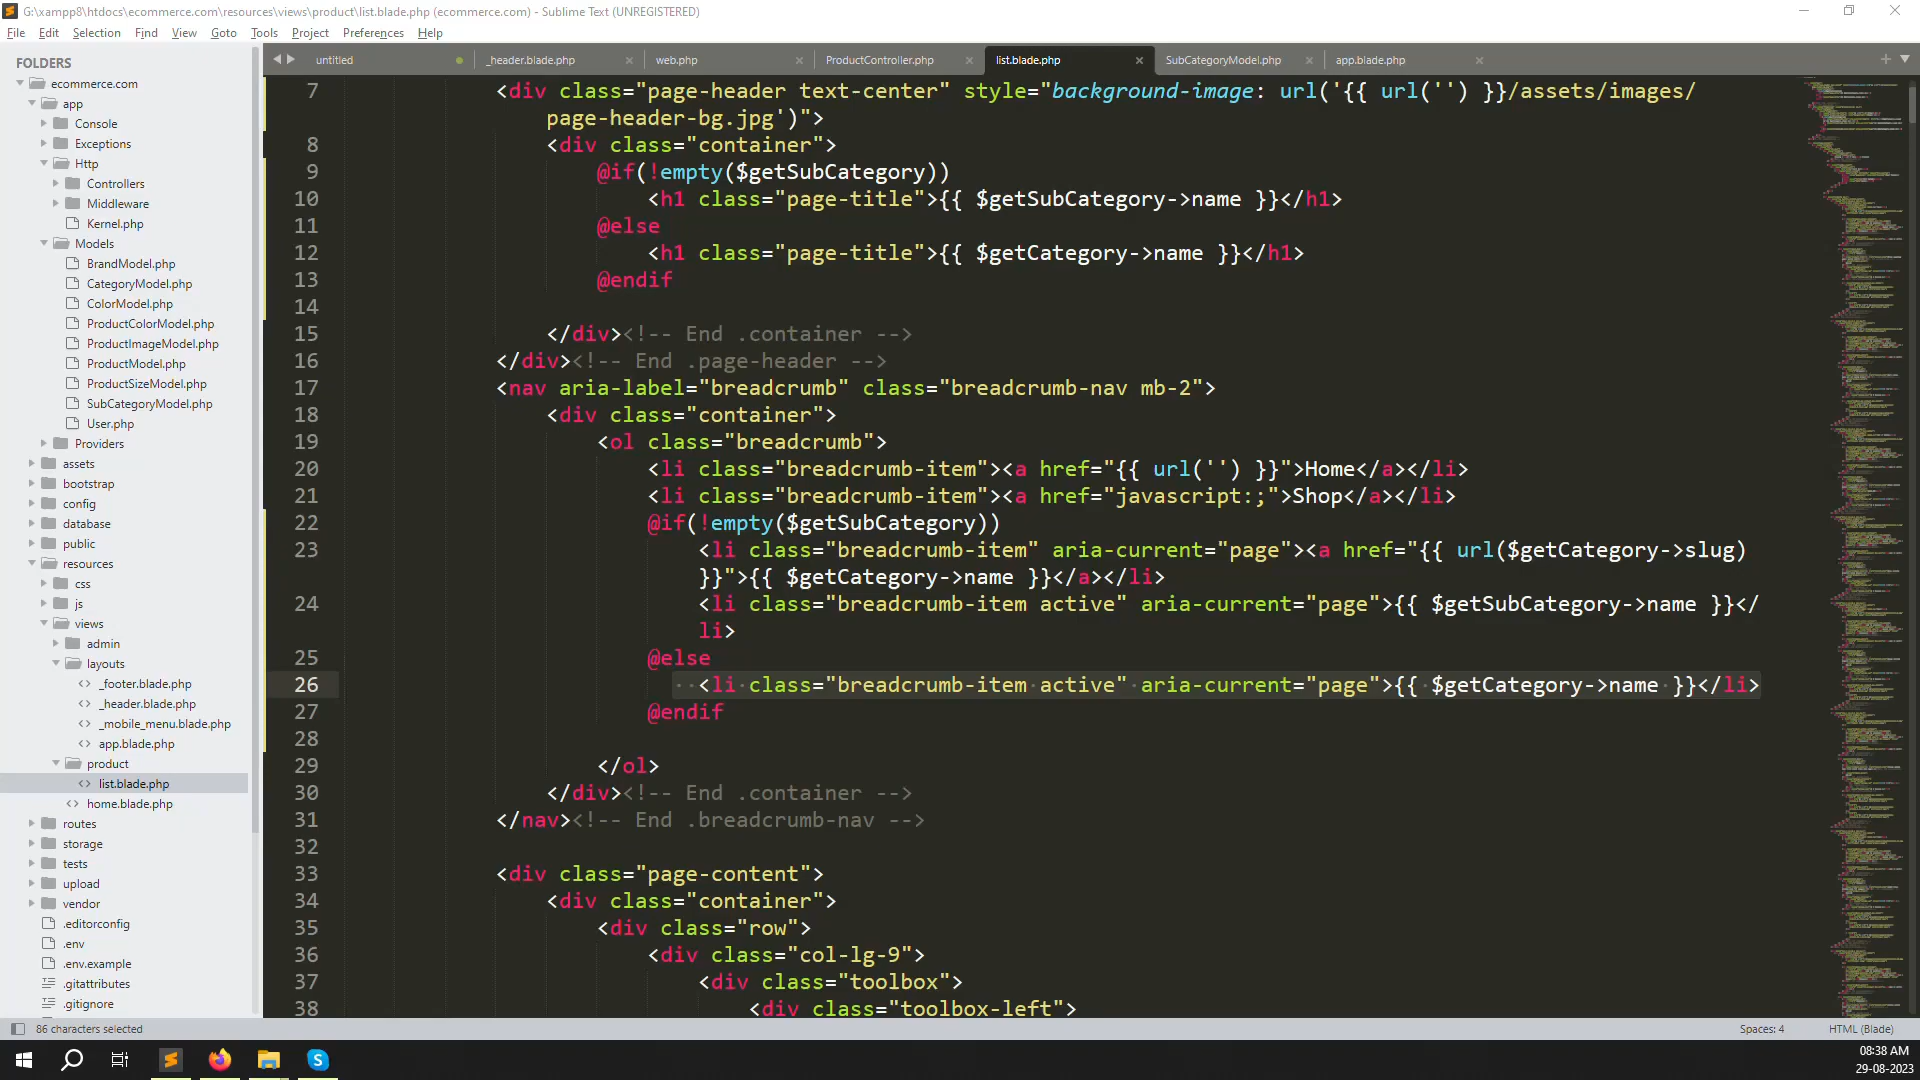 G:\xampp8\htdocs\ecommerce.com\resources\views\product\list.blade.php (ecommerce.com) - Sublime Text (UNREGISTERED)
File Edit Selection Find View Goto Tools Project Preferences Help
FOLDERS
ecommerce.com
app
Console
Exceptions
Http
Controllers
Middleware
Kernel.php
Models
BrandModel.php
CategoryModel.php
ColorModel.php
ProductColorModel.php
ProductImageModel.php
ProductModel.php
ProductSizeModel.php
SubCategoryModel.php
User.php
Providers
assets
bootstrap
config
database
public
resources
css
js
views
admin
layouts
_footer.blade.php
_header.blade.php
_mobile_menu.blade.php
app.blade.php
product
list.blade.php
home.blade.php
routes
storage
tests
upload
vendor
.editorconfig
.env
.env.example
.gitattributes
.gitignore
untitled _header.blade.php web.php ProductController.php list.blade.php SubCategoryModel.php app.blade.php
7 <div class="page-header text-center" style="background-image: url('{{ url('') }}/assets/images/
page-header-bg.jpg')">
8 <div class="container">
9 @if(!empty($getSubCategory))
10 <h1 class="page-title">{{ $getSubCategory->name }}</h1>
11 @else
12 <h1 class="page-title">{{ $getCategory->name }}</h1>
13 @endif
14
15 </div><!-- End .container -->
16 </div><!-- End .page-header -->
17 <nav aria-label="breadcrumb" class="breadcrumb-nav mb-2">
18 <div class="container">
19 <ol class="breadcrumb">
20 <li class="breadcrumb-item"><a href="{{ url('') }}">Home</a></li>
21 <li class="breadcrumb-item"><a href="javascript:;">Shop</a></li>
22 @if(!empty($getSubCategory))
23 <li class="breadcrumb-item" aria-current="page"><a href="{{ url($getCategory->slug)
}}">{{ $getCategory->name }}</a></li>
24 <li class="breadcrumb-item active" aria-current="page">{{ $getSubCategory->name }}</
li>
25 @else
26 <li class="breadcrumb-item active" aria-current="page">{{ $getCategory->name }}</li>
27 @endif
28
29 </ol>
30 </div><!-- End .container -->
31 </nav><!-- End .breadcrumb-nav -->
32
33 <div class="page-content">
34 <div class="container">
35 <div class="row">
36 <div class="col-lg-9">
37 <div class="toolbox">
38 <div class="toolbox-left">
86 characters selected Spaces: 4 HTML (Blade)
08:38 AM
29-08-2023